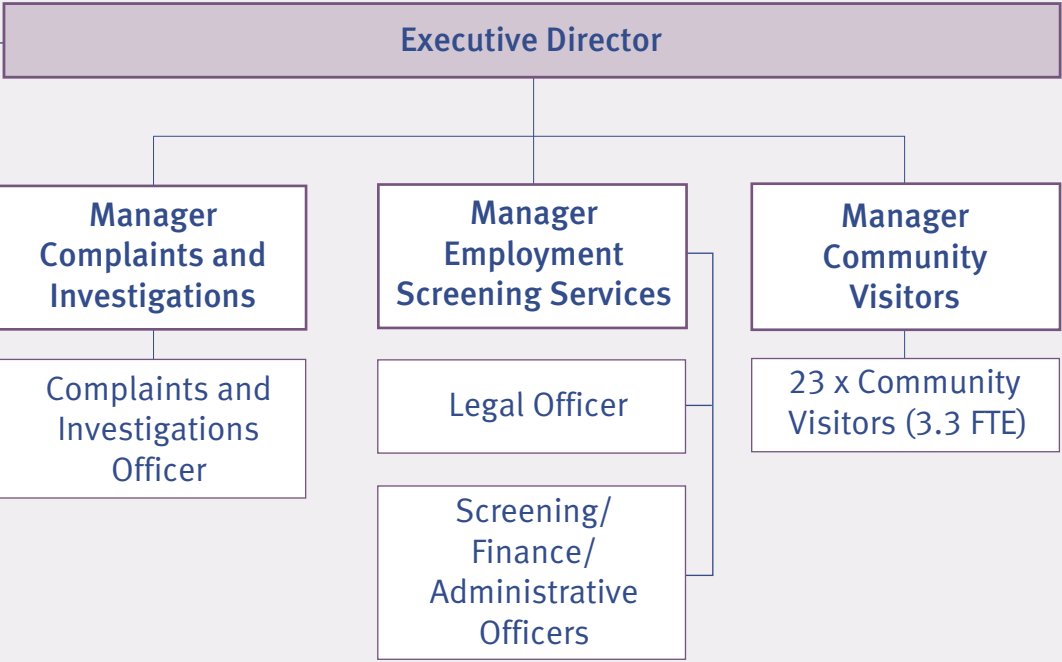 Executive Director
Manager
Complaints and
Investigations
Complaints and
Investigations
Officer
Manager
Employment
Screening Services
Legal Officer
Screening/
Finance/
Administrative
Officers
Manager
Community
Visitors
23 x Community
Visitors (3.3 FTE)